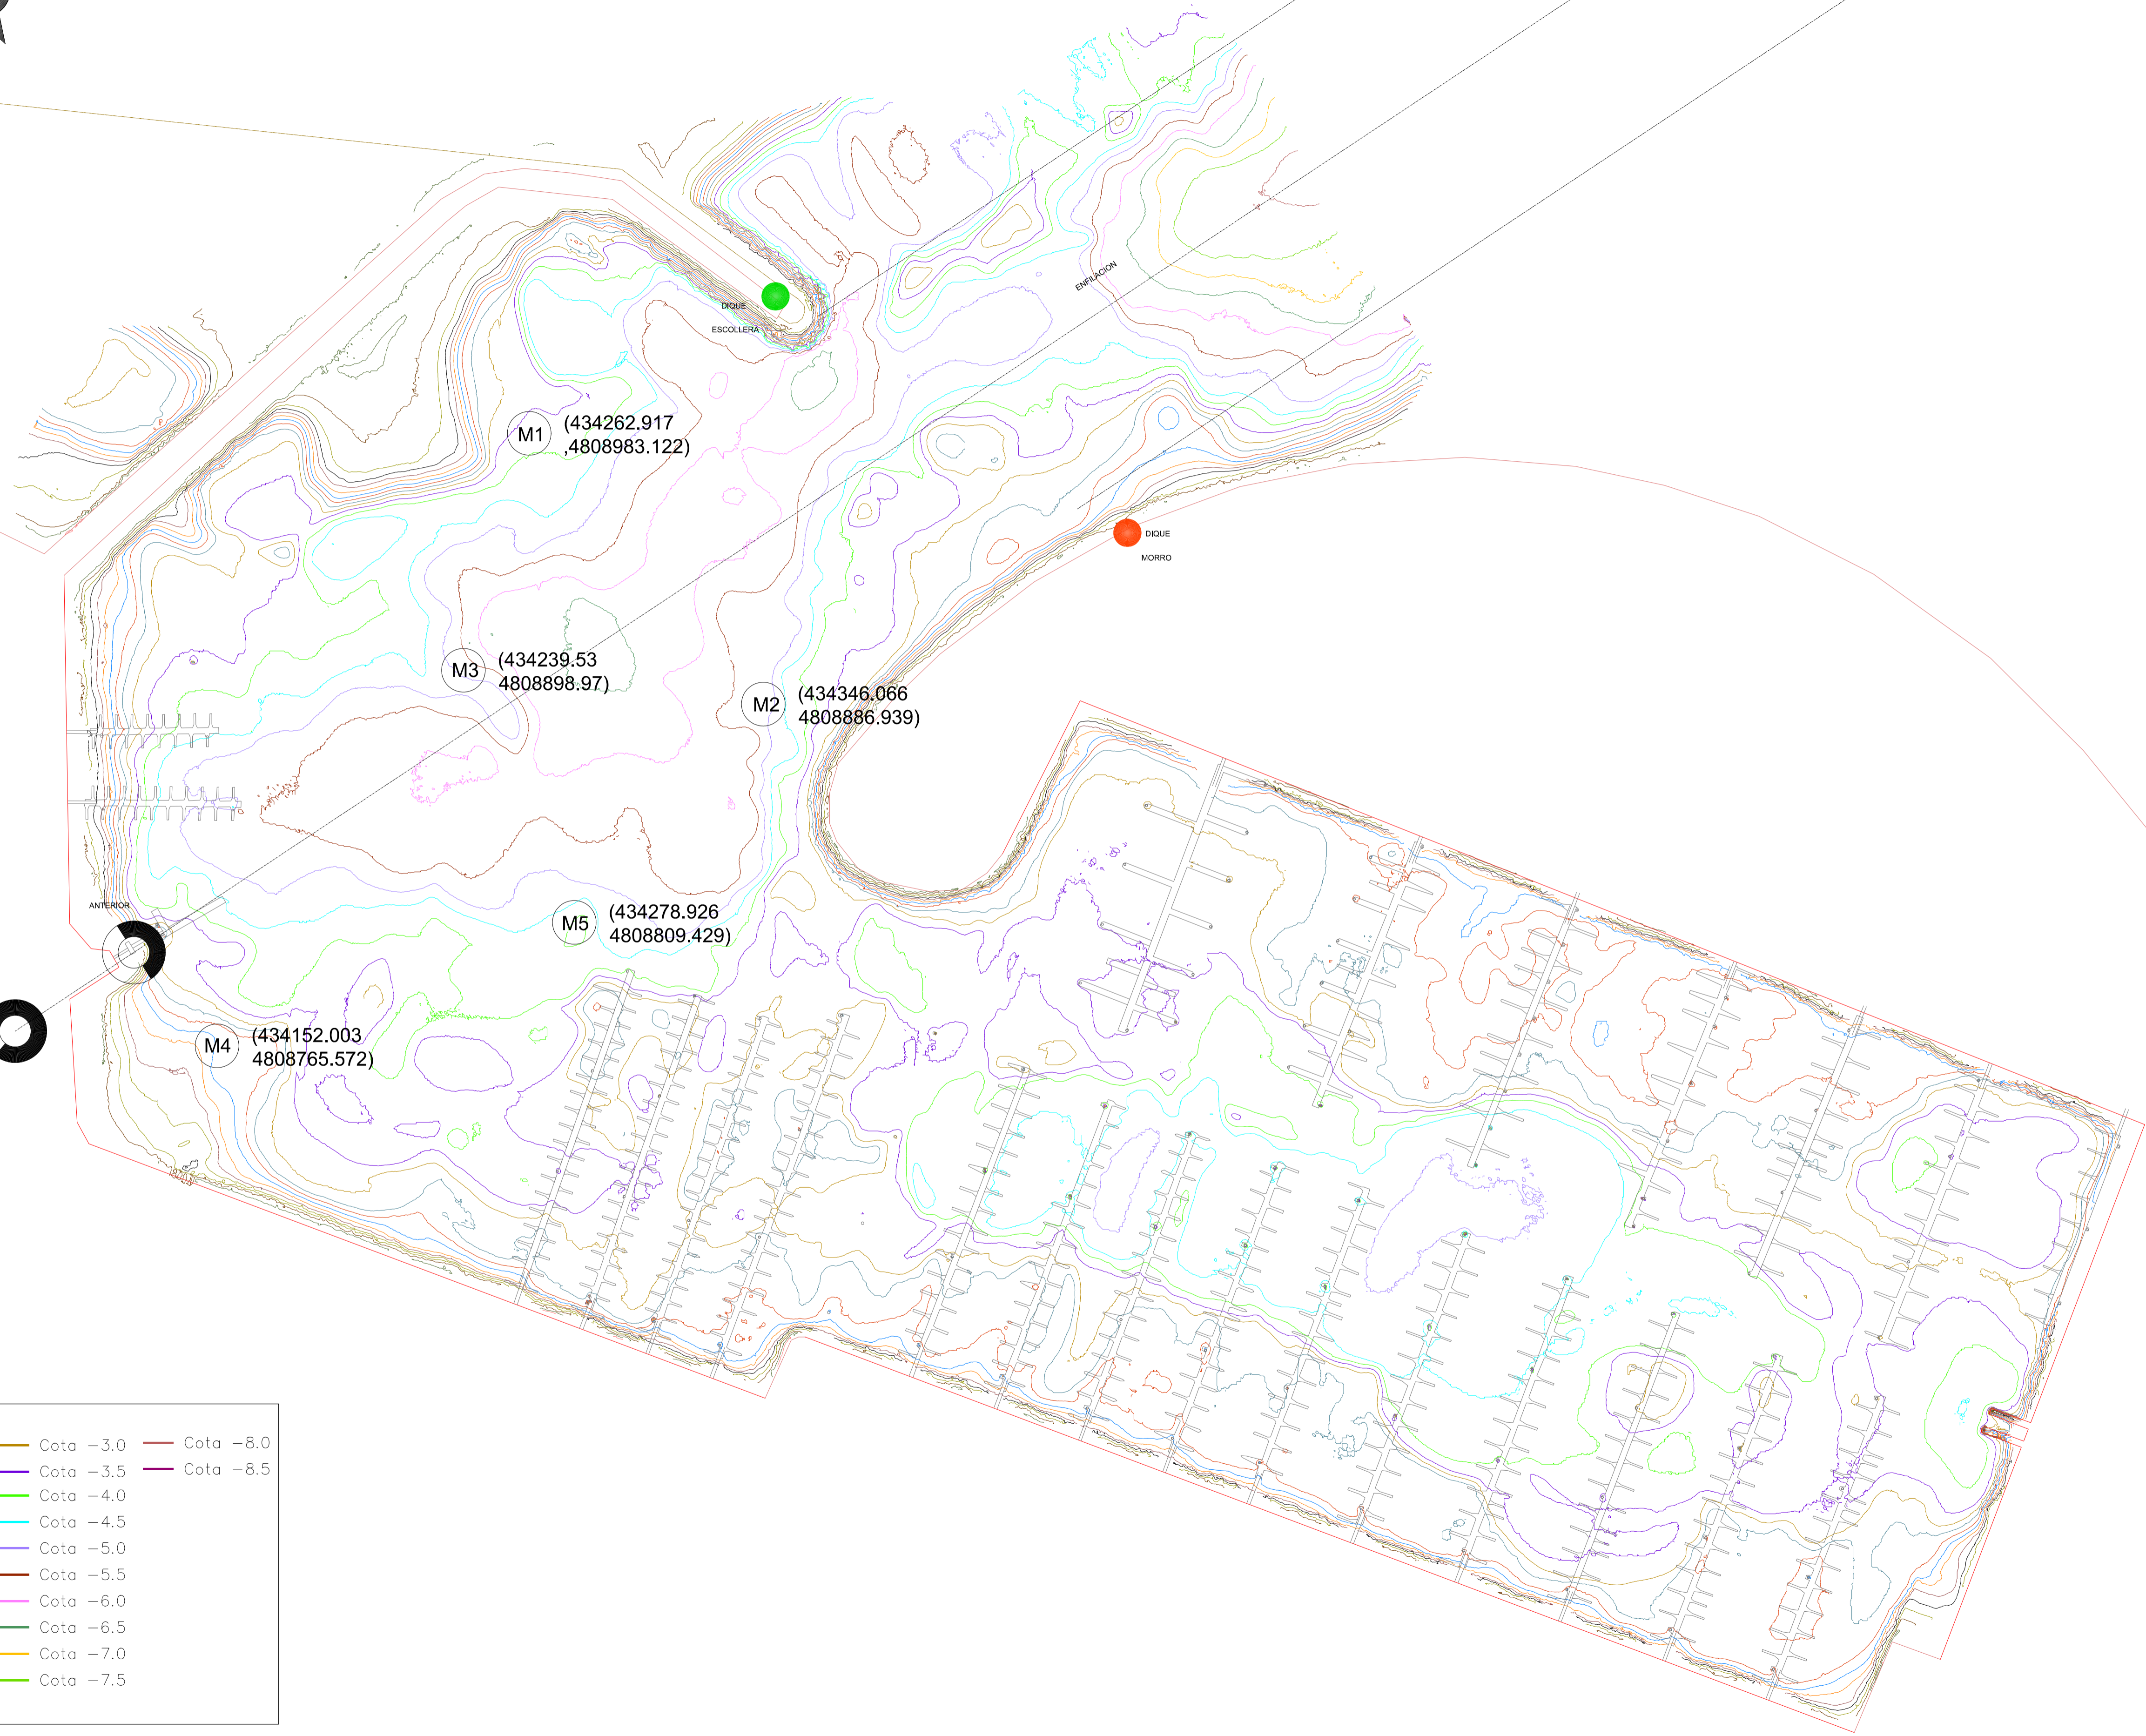 ENFILACION
DIQUE
ESCOLLERA
M1
(434262.917
,4808983.122)
DIQUE
MORRO
M3
(434239.53
4808898.97)
M2
(434346.066
4808886.939)
ANTERIOR
M5
(434278.926
4808809.429)
M4
(434152.003
4808765.572)
Cota -3.0
Cota -3.5
Cota -4.0
Cota -4.5
Cota -5.0
Cota -5.5
Cota -6.0
Cota -6.5
Cota -7.0
Cota -7.5
Cota -8.0
Cota -8.5